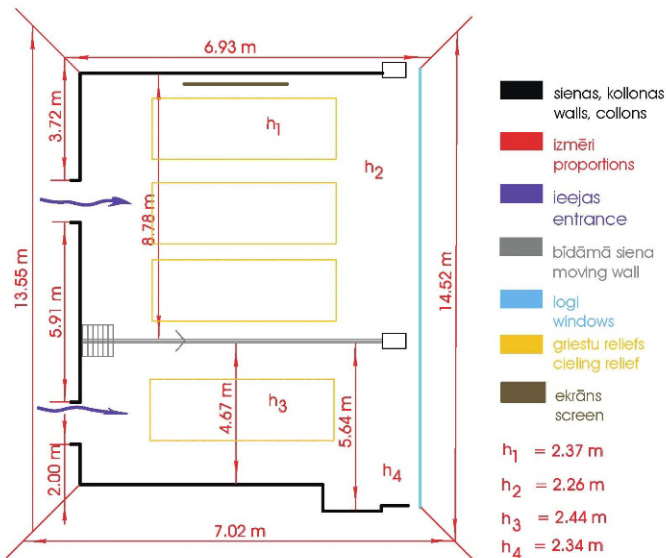 6.93 m
3.72 m
h1
h2
8.78 m
13.55 m
5.91 m
14.52 m
4.67 m
h3
5.64 m
2.00 m
h4
7.02 m
sienas, kollonas
walls, collons
izmēri
proportions
ieejas
entrance
bīdāmā siena
moving wall
logi
windows
griestu reliefs
cieling relief
ekrāns
screen
h1 = 2.37 m
h2 = 2.26 m
h3 = 2.44 m
h4 = 2.34 m